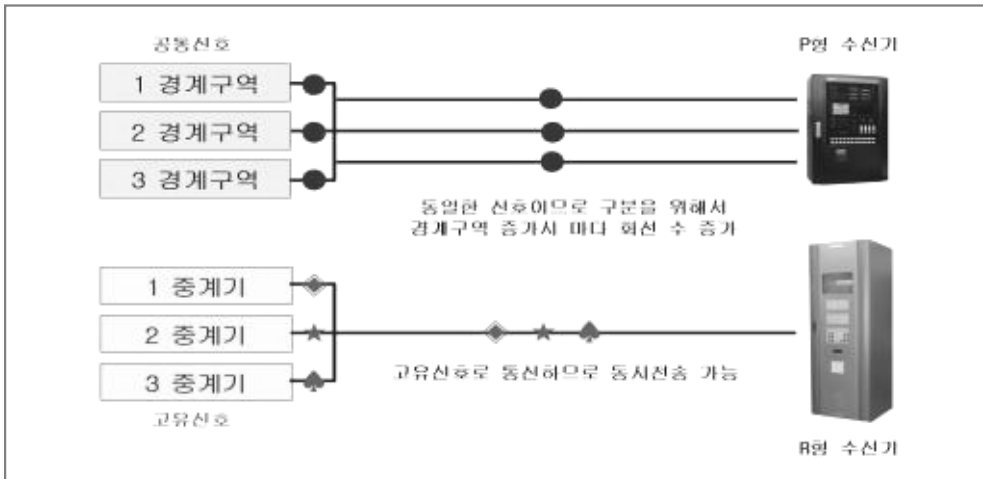 공통신호
P형 수신기
1 경계구역
2 경계구역
3 경계구역
동일한 신호이므로 구분을 위해서
경계구역 증가시 마다 회선 수 증가
1 중계기
2 중계기
3 중계기
고유신호로 통신하므로 동시전송 가능
고유신호
R형 수신기